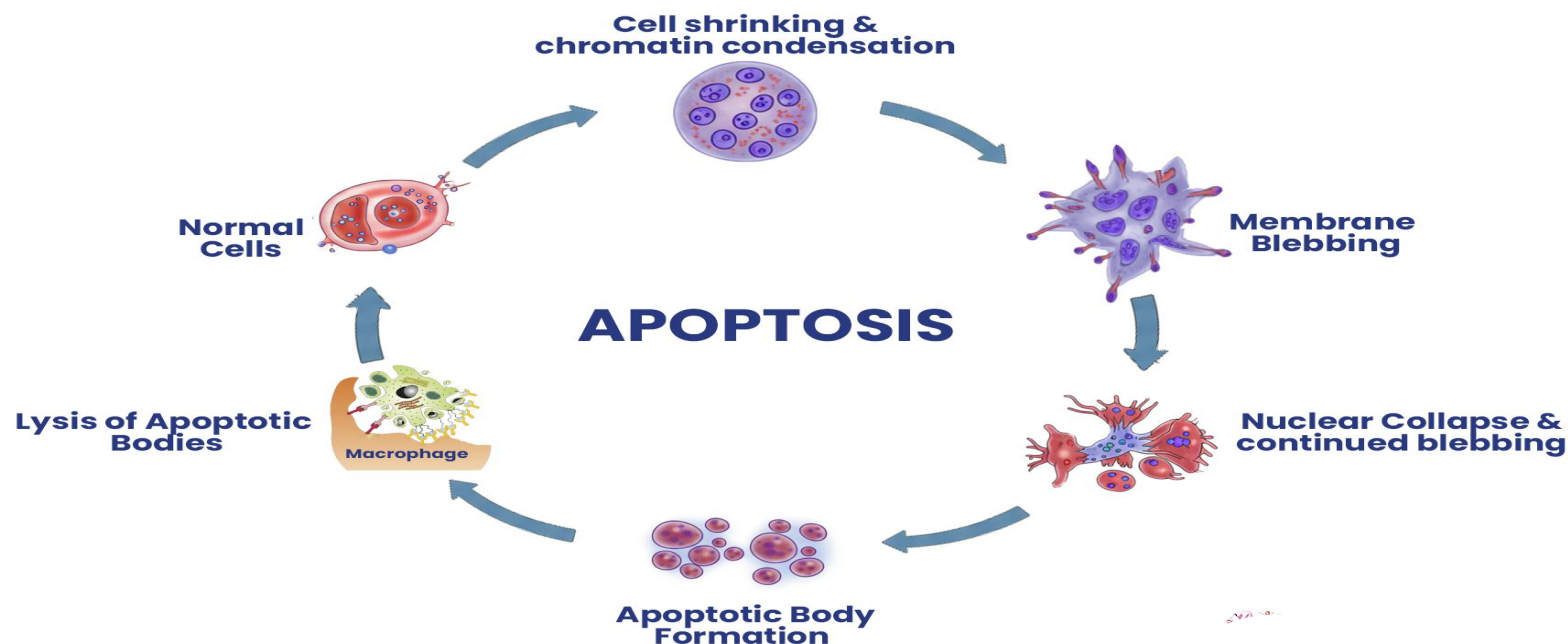 Cell shrinking &
chromatin condensation
Normal
Cells
Membrane
Blebbing
APOPTOSIS
Lysis of Apoptotic
Bodies
Macrophage
Nuclear Collapse &
continued blebbing
Apoptotic Body
Formation